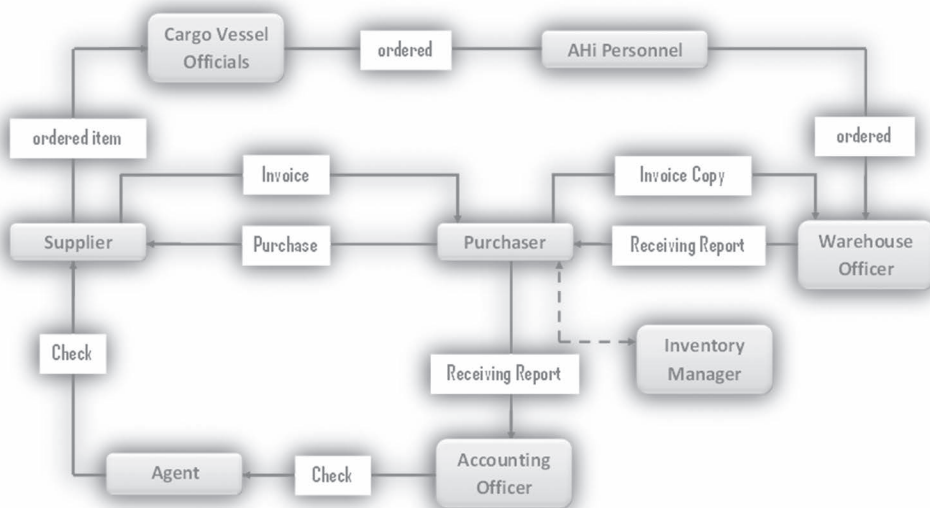 Cargo Vessel
Officials
ordered
AHi Personnel
ordered item
ordered
Invoice
Invoice Copy
Supplier
Purchase
Purchaser
Receiving Report
Warehouse
Officer
Check
Inventory
Manager
Receiving Report
Agent
Check
Accounting
Officer